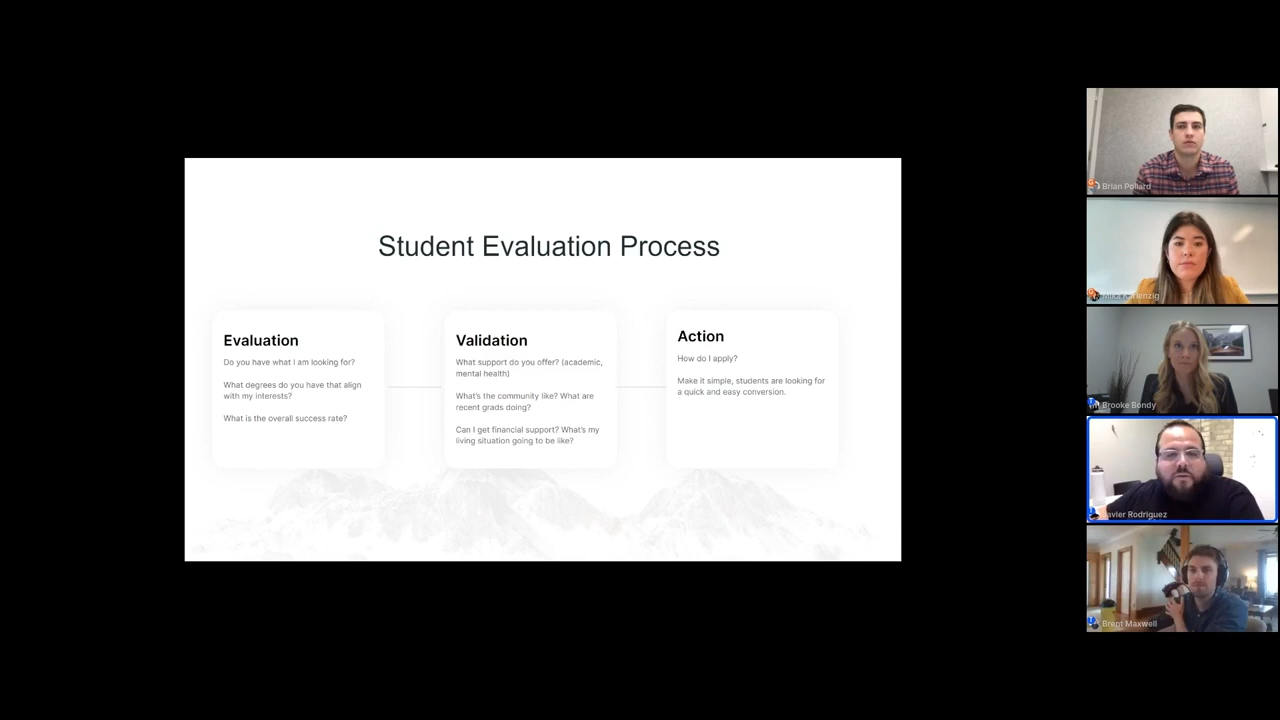 Student Evaluation Process
Evaluation
Do you have what I am looking for?
What degrees do you have that align
with my interests?
What is the overall success rate?
Validation
What support do you offer? (academic,
mental health)
What's the community like? What are
recent grads doing?
Can I get financial support? What's my
living situation going to be like?
Action
How do I apply?
Make it simple, students are looking for
a quick and easy conversion.
Brian Pollard
Brooke Bondy
avier Rodriguez
Brent Maxwell